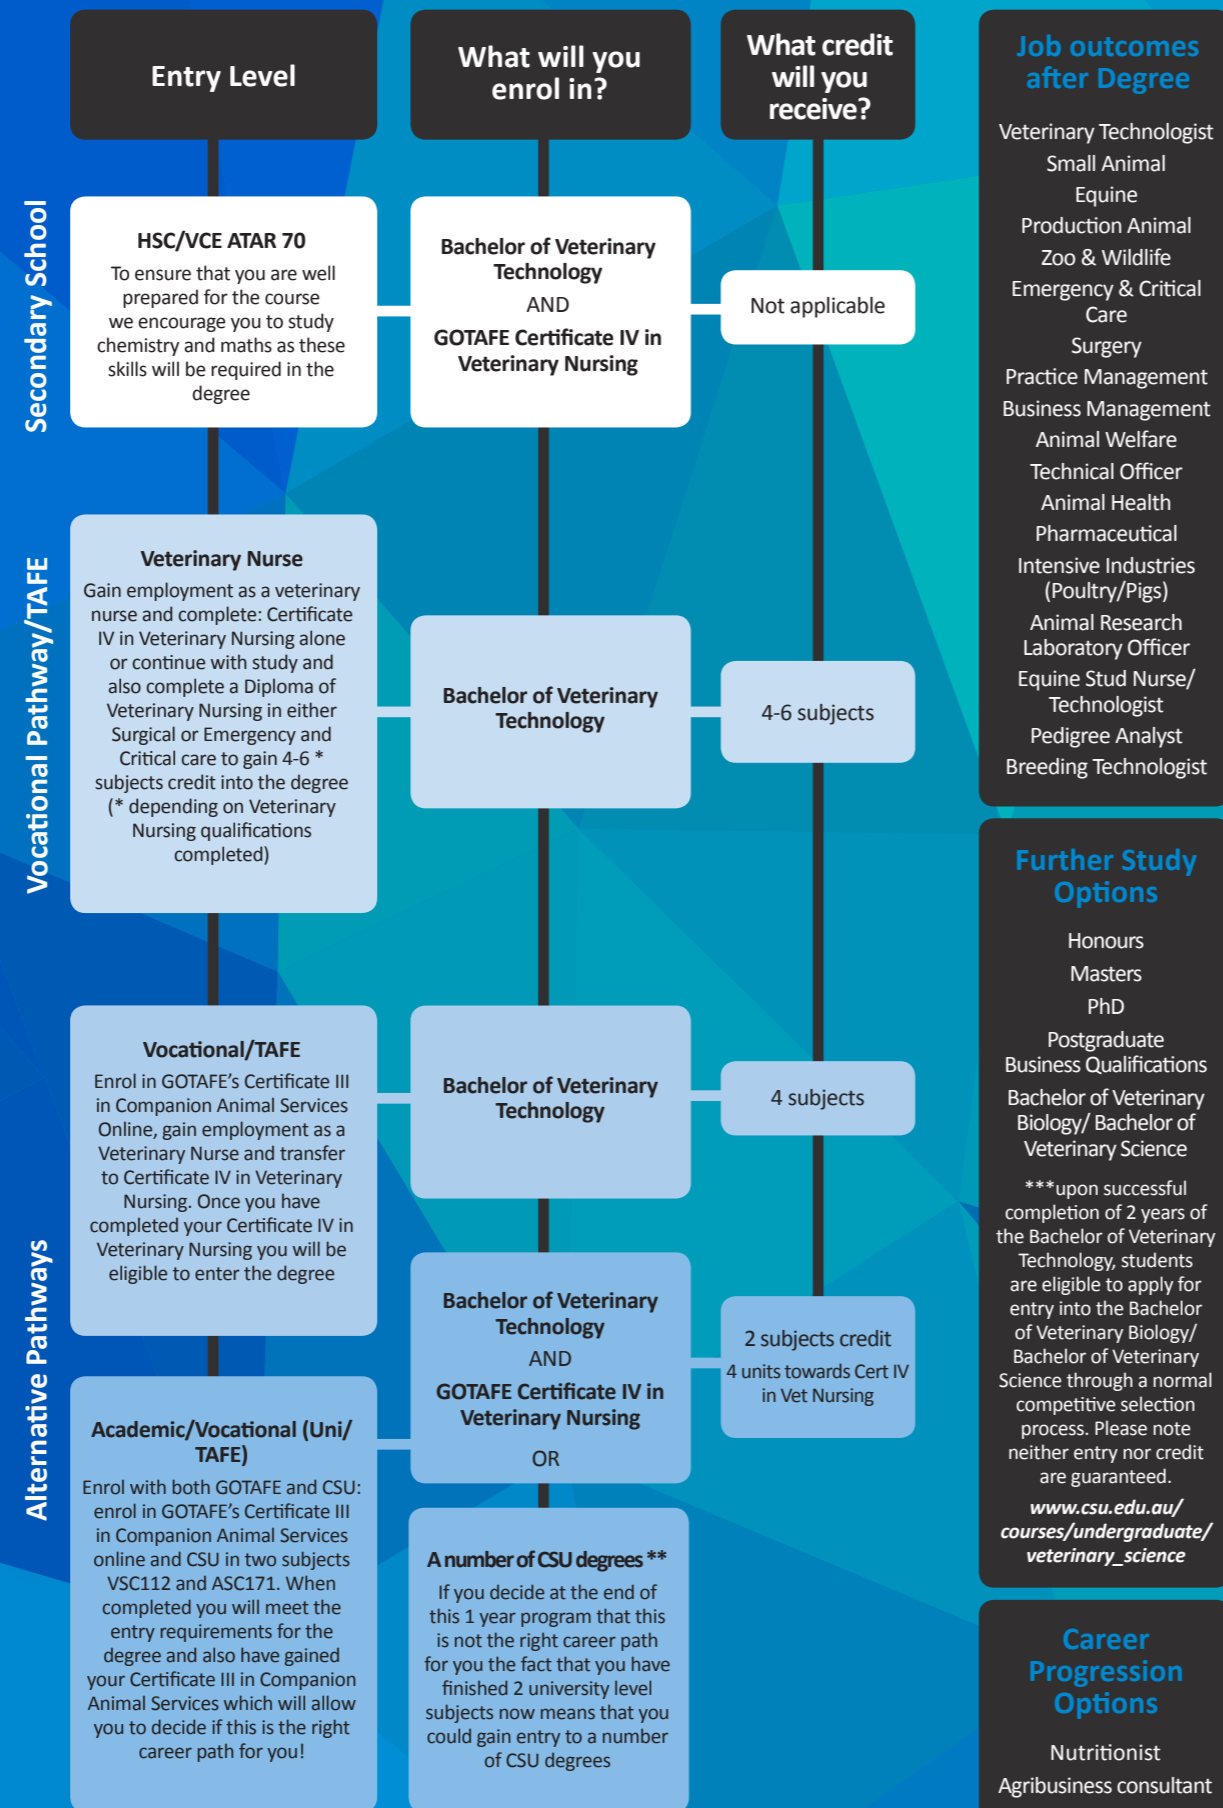 Entry Level
What will you
enrol in?
What credit
will you
receive?
Secondary School
HSC/VCE ATAR 70
To ensure that you are well
prepared for the course
we encourage you to study
chemistry and maths as these
skills will be required in the
degree
Bachelor of Veterinary
Technology
AND
GOTAFE Certificate IV in
Veterinary Nursing
Not applicable
Vocational Pathway/TAFE
Veterinary Nurse
Gain employment as a veterinary
nurse and complete: Certificate
IV in Veterinary Nursing alone
or continue with study and
also complete a Diploma of
Veterinary Nursing in either
Surgical or Emergency and
Critical care to gain 4-6 *
subjects credit into the degree
(* depending on Veterinary
Nursing qualifications
completed)
Bachelor of Veterinary
Technology
4-6 subjects
Alternative Pathways
Vocational/TAFE
Enrol in GOTAFE’s Certificate III
in Companion Animal Services
Online, gain employment as a
Veterinary Nurse and transfer
to Certificate IV in Veterinary
Nursing. Once you have
completed your Certificate IV in
Veterinary Nursing you will be
eligible to enter the degree
Bachelor of Veterinary
Technology
4 subjects
Academic/Vocational (Uni/
TAFE)
Enrol with both GOTAFE and CSU:
enrol in GOTAFE’s Certificate III
in Companion Animal Services
online and CSU in two subjects
VSC112 and ASC171. When
completed you will meet the
entry requirements for the
degree and also have gained
your Certificate III in Companion
Animal Services which will allow
you to decide if this is the right
career path for you!
Bachelor of Veterinary
Technology
AND
GOTAFE Certificate IV in
Veterinary Nursing
OR
2 subjects credit
4 units towards Cert IV
in Vet Nursing
A number of CSU degrees **
If you decide at the end of
this 1 year program that this
is not the right career path
for you the fact that you have
finished 2 university level
subjects now means that you
could gain entry to a number
of CSU degrees
Job outcomes
after Degree
Veterinary Technologist
Small Animal
Equine
Production Animal
Zoo & Wildlife
Emergency & Critical
Care
Surgery
Practice Management
Business Management
Animal Welfare
Technical Officer
Animal Health
Pharmaceutical
Intensive Industries
(Poultry/Pigs)
Animal Research
Laboratory Officer
Equine Stud Nurse/
Technologist
Pedigree Analyst
Breeding Technologist
Further Study
Options
Honours
Masters
PhD
Postgraduate
Business Qualifications
Bachelor of Veterinary
Biology/ Bachelor of
Veterinary Science
***upon successful
completion of 2 years of
the Bachelor of Veterinary
Technology, students
are eligible to apply for
entry into the Bachelor
of Veterinary Biology/
Bachelor of Veterinary
Science through a normal
competitive selection
process. Please note
neither entry nor credit
are guaranteed.
www.csu.edu.au/
courses/undergraduate/
veterinary_science
Career
Progression
Options
Nutritionist
Agribusiness consultant